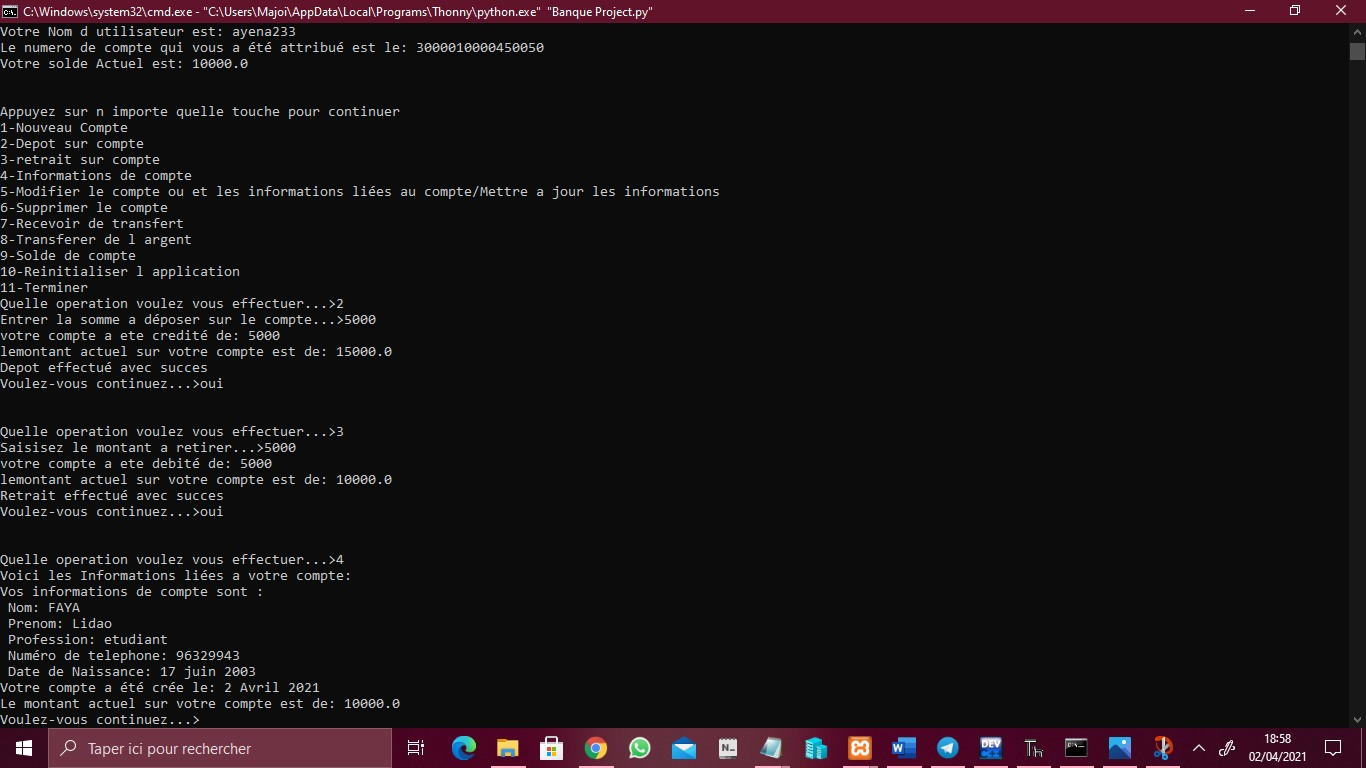 C:\Windows\system32\cmd.exe - "C:\Users\Majoi\AppData\Local\Programs\Thonny\python.exe" "Banque Project.py"
Votre Nom d utilisateur est: ayena233
Le numero de compte qui vous a été attribué est le: 3000010000450050
Votre solde Actuel est: 10000.0
Appuyez sur n importe quelle touche pour continuer
1-Nouveau Compte
2-Depot sur compte
3-retrait sur compte
4-Informations de compte
5-Modifier le compte ou et les informations liées au compte/Mettre a jour les informations
6-Supprimer le compte
7-Recevoir de transfert
8-Transferer de l argent
9-Solde de compte
10-Reinitialiser l application
11-Terminer
Quelle operation voulez vous effectuer...>2
Entrer la somme a déposer sur le compte...>5000
votre compte a ete credité de: 5000
lemontant actuel sur votre compte est de: 15000.0
Depot effectué avec succes
Voulez-vous continuez...>oui
Quelle operation voulez vous effectuer...>3
Saisisez le montant a retirer...>5000
votre compte a ete debité de: 5000
lemontant actuel sur votre compte est de: 10000.0
Retrait effectué avec succes
Voulez-vous continuez...>oui
Quelle operation voulez vous effectuer...>4
Voici les Informations liées a votre compte:
Vos informations de compte sont :
Nom: FAYA
Prenom: Lidao
Profession: etudiant
Numéro de telephone: 96329943
Date de Naissance: 17 juin 2003
Votre compte a été crée le: 2 Avril 2021
Le montant actuel sur votre compte est de: 10000.0
Voulez-vous continuez...>
Taper ici pour rechercher
N..
DEV
Th
18:58
02/04/2021